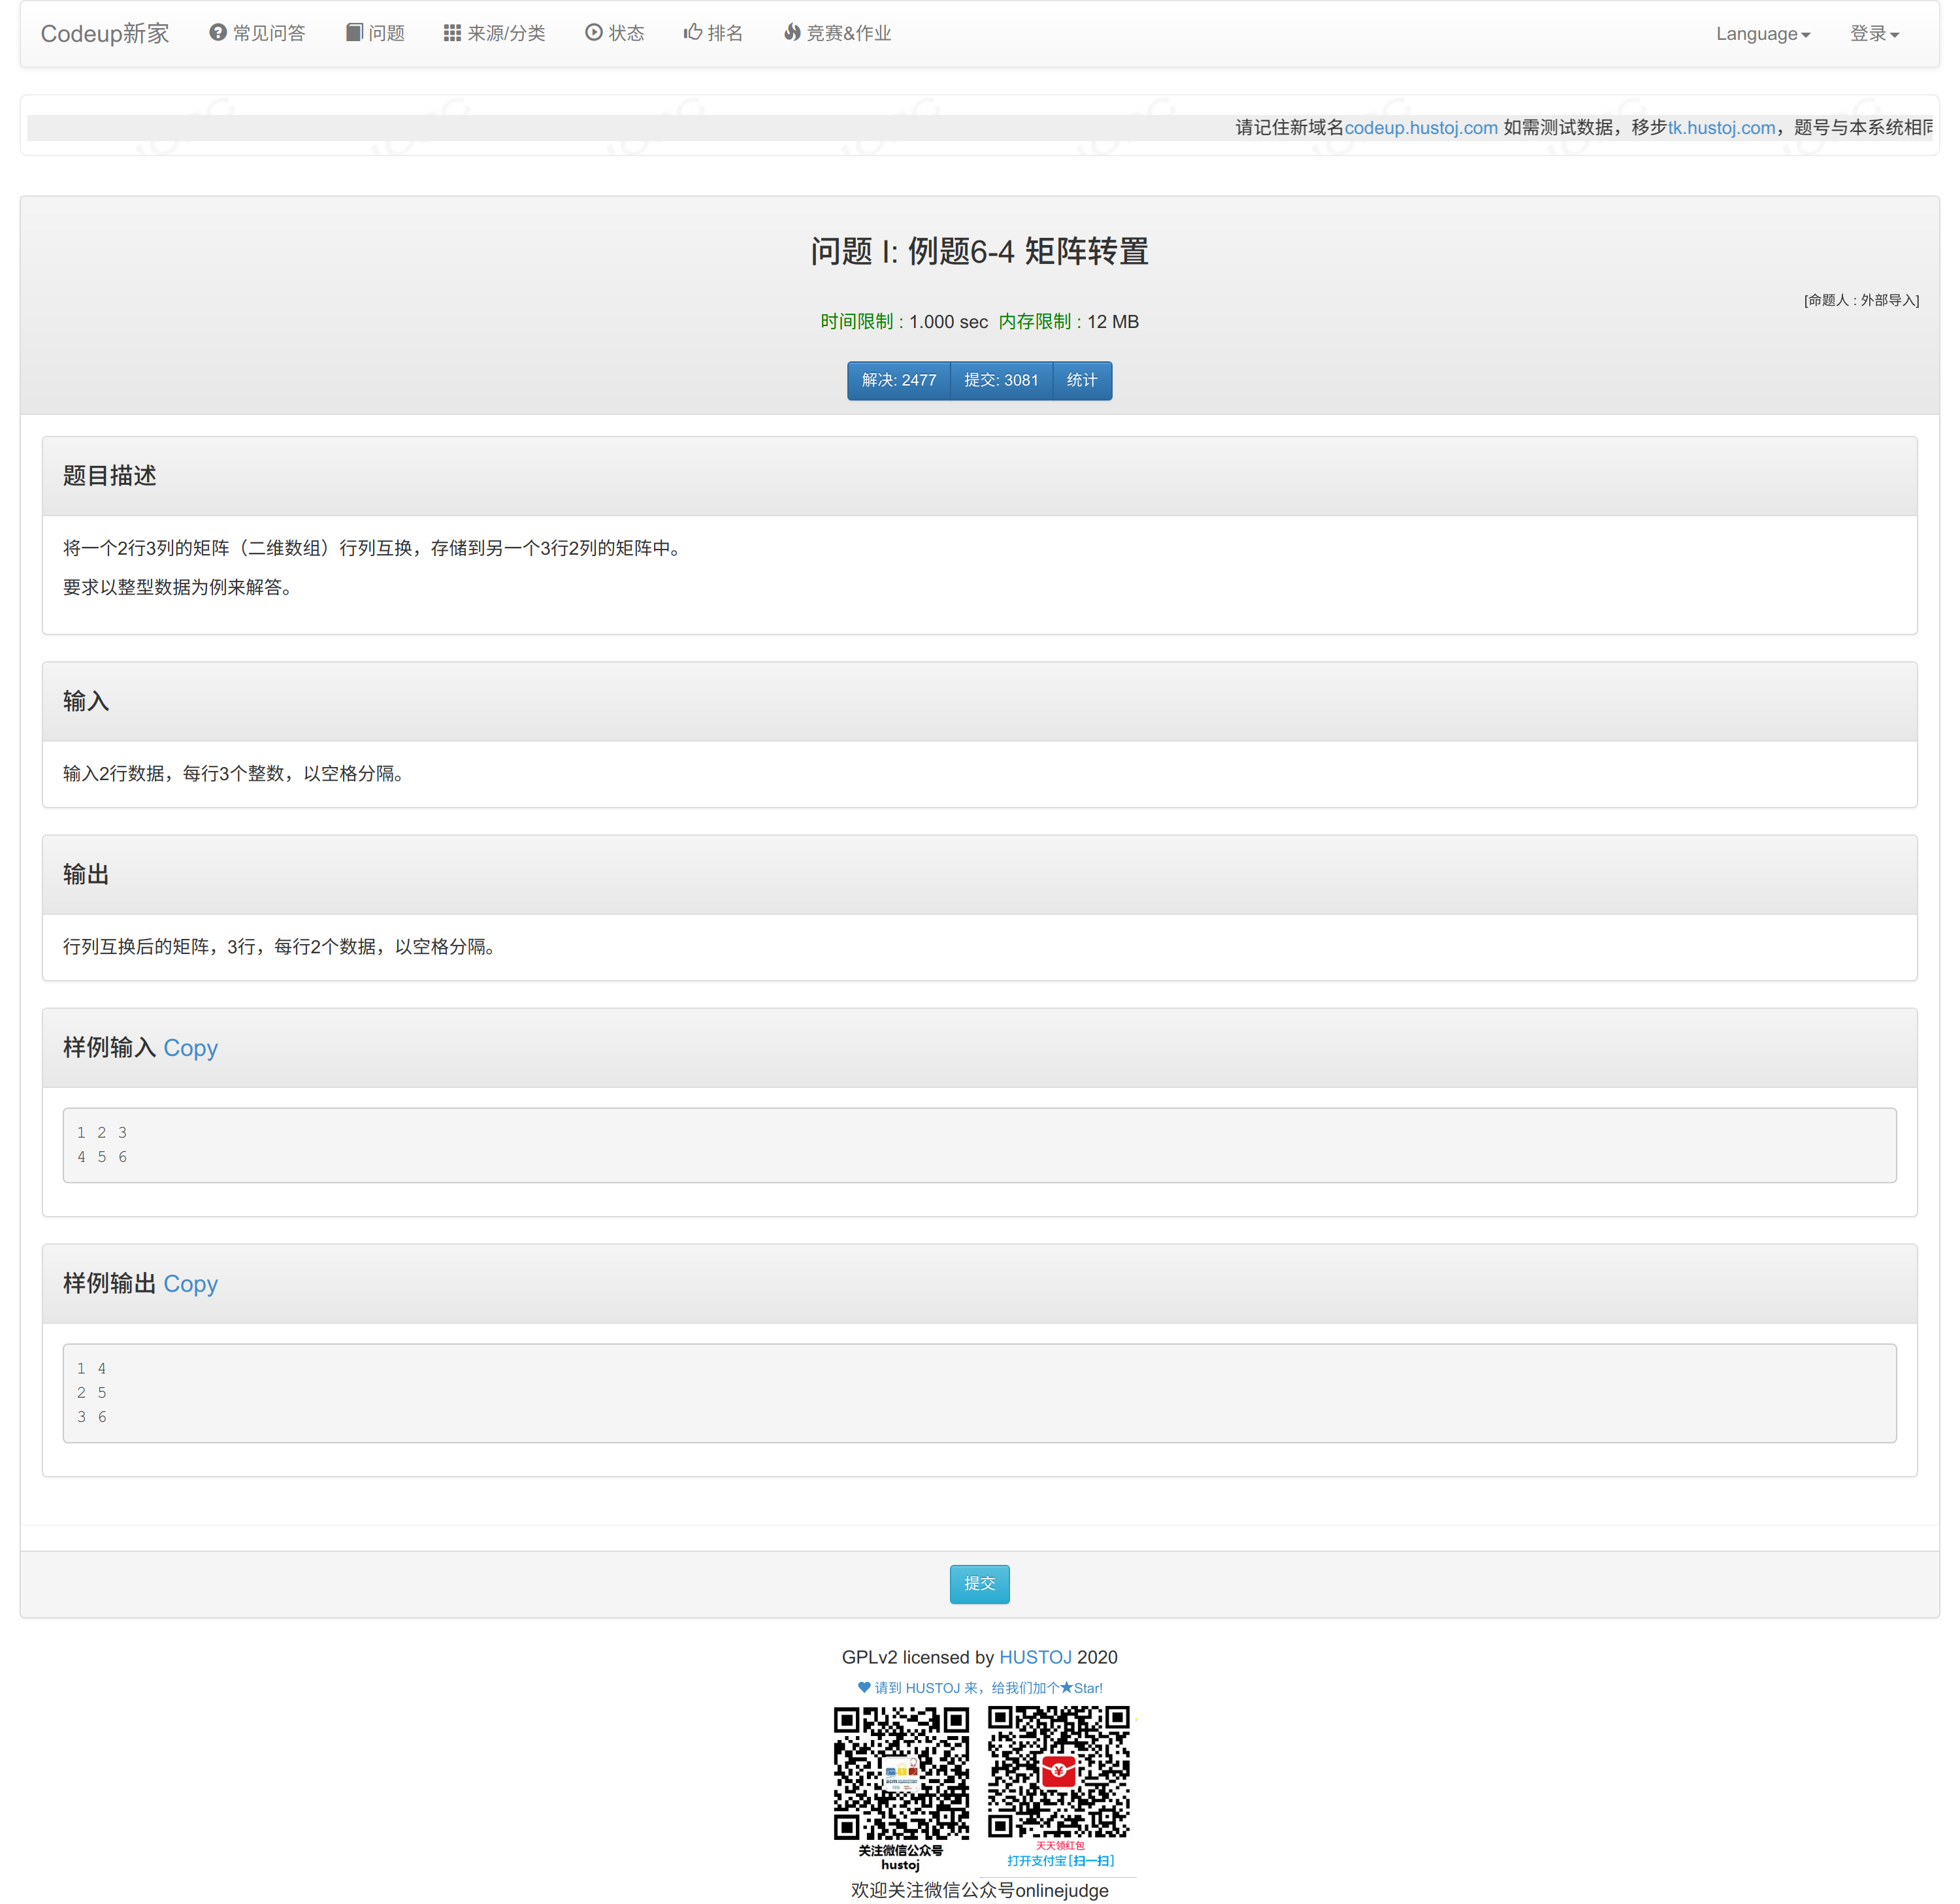 Codeup新家 常见问答 问题 来源/分类 状态 排名 竞赛&作业 Language 登录
请记住新域名codeup.hustoj.com 如需测试数据，移步tk.hustoj.com，题号与本系统相同
问题 I: 例题6-4 矩阵转置
[命题人 : 外部导入]
时间限制 : 1.000 sec 内存限制 : 12 MB
解决: 2477 提交: 3081 统计
题目描述
将一个2行3列的矩阵（二维数组）行列互换，存储到另一个3行2列的矩阵中。
要求以整型数据为例来解答。
输入
输入2行数据，每行3个整数，以空格分隔。
输出
行列互换后的矩阵，3行，每行2个数据，以空格分隔。
样例输入 Copy
1 2 3
4 5 6
样例输出 Copy
1 4
2 5
3 6
提交
GPLv2 licensed by HUSTOJ 2020
请到 HUSTOJ 来，给我们加个★Star!
关注微信公众号
hustoj
天天领红包
打开支付宝[扫一扫]
欢迎关注微信公众号onlinejudge